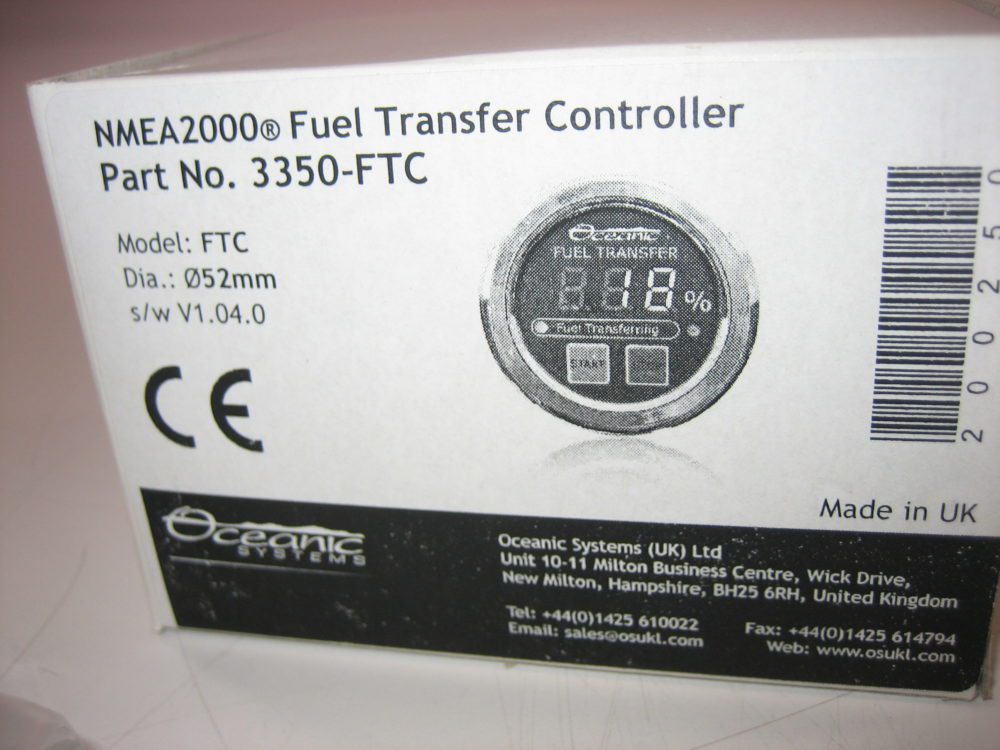 NMEA2000® Fuel Transfer Controller
Part No. 3350-FTC
Model: FTC
Dia.: Ø52mm
s/w V1.04.0
CE
Oceanic
FUEL TRANSFER
18%
Fuel Transferring
START
200250
Made in UK
Oceanic
SYSTEMS
Oceanic Systems (UK) Ltd
Unit 10-11 Milton Business Centre, Wick Drive,
New Milton, Hampshire, BH25 6RH, United Kingdom
Tel: +44(0)1425 610022
Fax: +44(0)1425 614794
Email: sales@osukl.com
Web: www.osukl.com